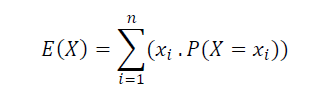 E(X) = \sum_{i=1}^{n} (x_i . P(X = x_i))